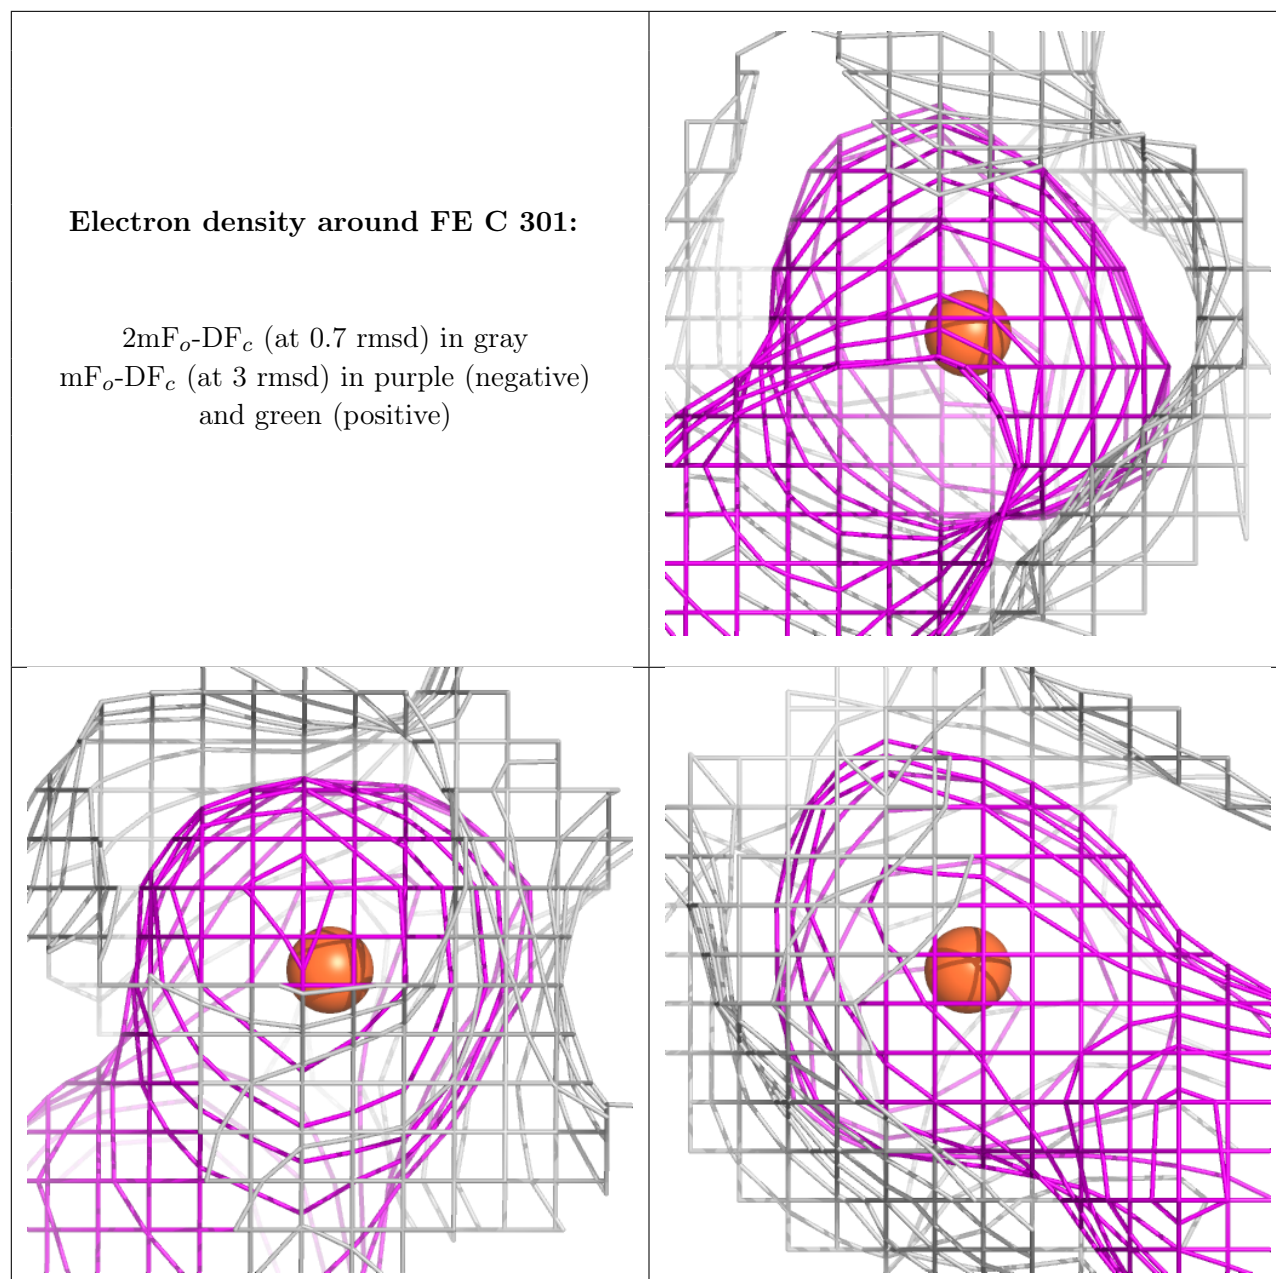 Electron density around FE C 301:
2mFo-DFc (at 0.7 rmsd) in gray
mFo-DFc (at 3 rmsd) in purple (negative)
and green (positive)